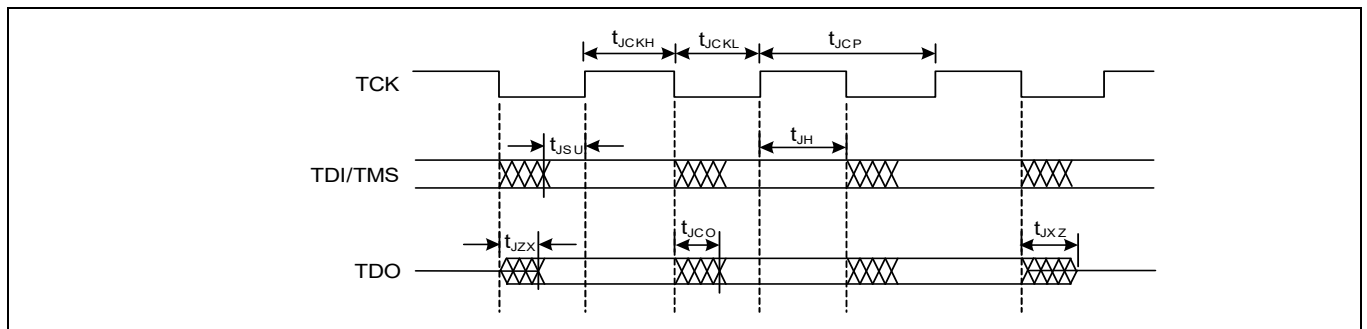 tJCKH tJCKL tJCP
TCK
tJSU tJH
TDI/TMS
tJZX tJCO tJXZ
TDO